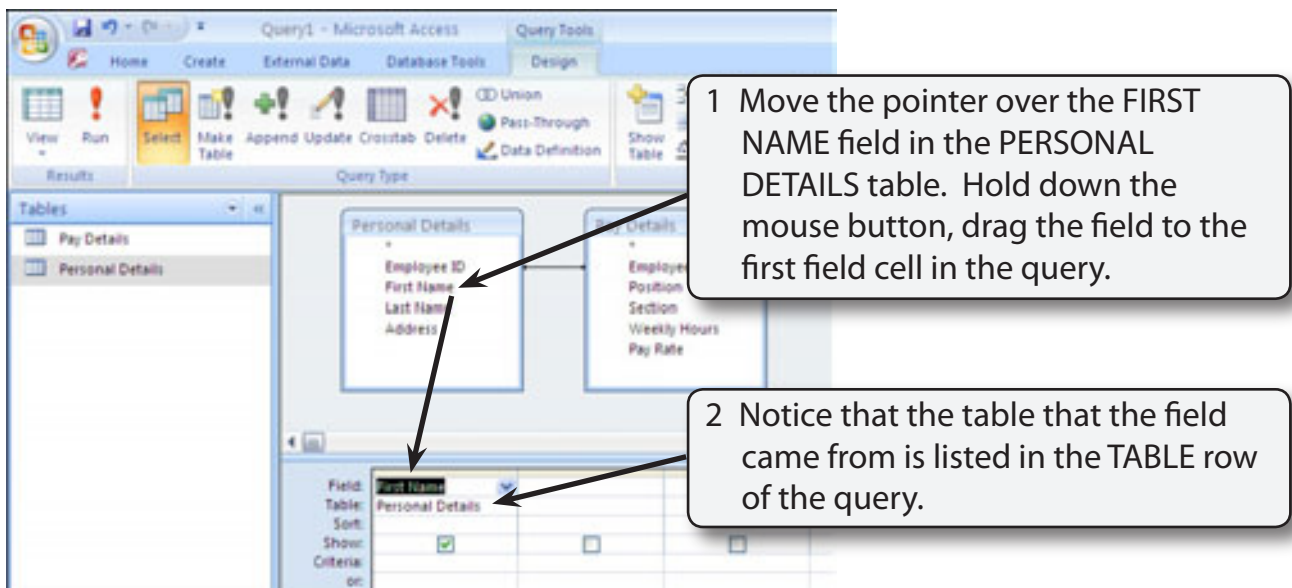 Query1 - Microsoft Access Query Tools
Home Create External Data Database Tools Design
View Run Select Make Table Append Update Crosstab Delete
Union
Pass-Through
Data Definition
Show Table
Results Query Type
Tables
Pay Details
Personal Details
Personal Details
*
Employee ID
First Name
Last Name
Address
Pay Details
*
Employee
Position
Section
Weekly Hours
Pay Rate
1 Move the pointer over the FIRST
NAME field in the PERSONAL
DETAILS table. Hold down the
mouse button, drag the field to the
first field cell in the query.
2 Notice that the table that the field
came from is listed in the TABLE row
of the query.
Field: First Name
Table: Personal Details
Sort:
Show:
Criteria:
or: